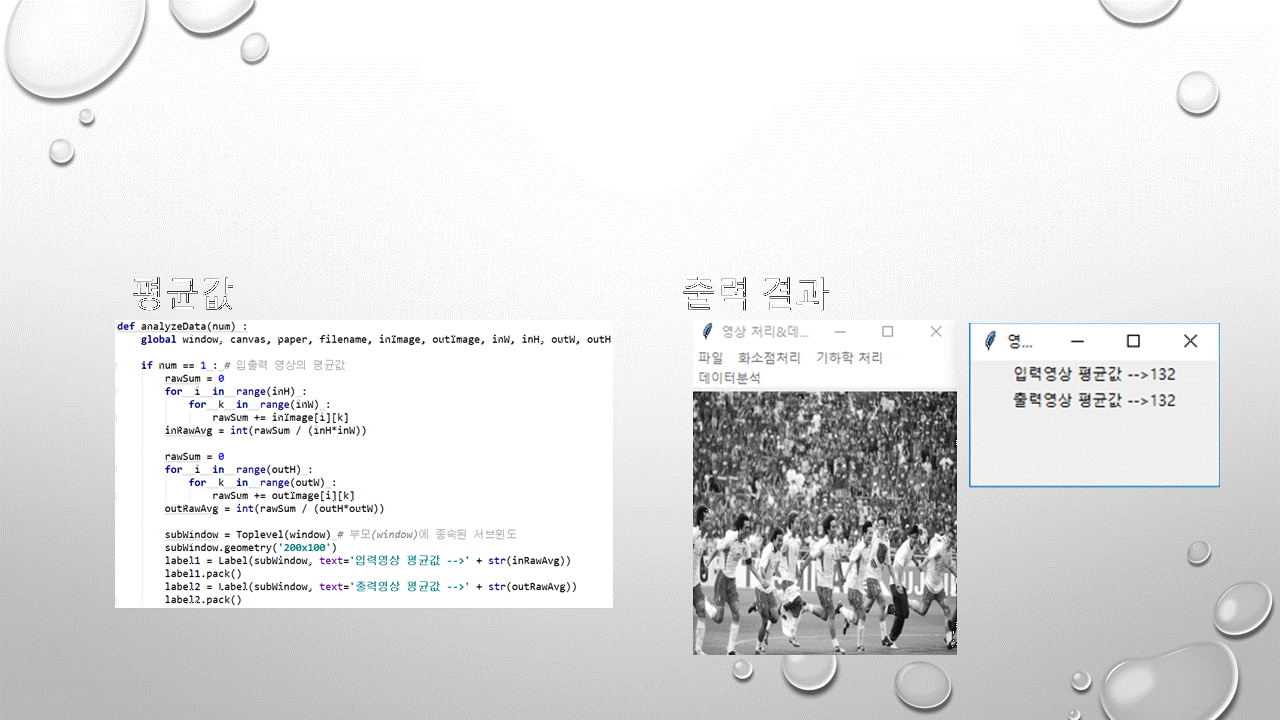 평균값
def analyzeData(num) :
global window, canvas, paper, filename, inImage, outImage, inW, inH, outW, outH
if num == 1 : # 입출력 영상의 평균값
rawSum = 0
for i in range(inH) :
for k in range(inW) :
rawSum += inImage[i][k]
inRawAvg = int(rawSum / (inH*inW))
rawSum = 0
for i in range(outH) :
for k in range(outW) :
rawSum += outImage[i][k]
outRawAvg = int(rawSum / (outH*outW))
subWindow = Toplevel(window) # 부모(window)에 종속된 서브윈도
subWindow.geometry('200x100')
label1 = Label(subWindow, text='입력영상 평균값 -->' + str(inRawAvg))
label1.pack()
label2 = Label(subWindow, text='출력영상 평균값 -->' + str(outRawAvg))
label2.pack()
출력 결과
영상 처리&데...
파일 화소점처리 기하학 처리
데이터분석
영...
입력영상 평균값 -->132
출력영상 평균값 -->132